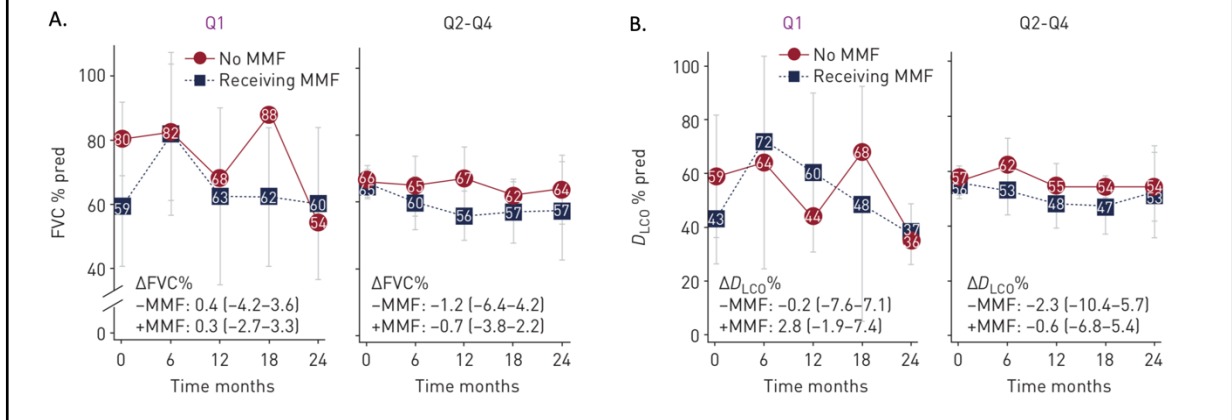 A.
Q1
Q2-Q4
FVC % pred
100
80
60
40
0
No MMF
Receiving MMF
80
82
68
88
54
59
63
62
60
ΔFVC%
–MMF: 0.4 (–4.2–3.6)
+MMF: 0.3 (–2.7–3.3)
0 6 12 18 24
Time months
66
65
67
62
64
65
60
56
57
57
ΔFVC%
–MMF: –1.2 (–6.4–4.2)
+MMF: –0.7 (–3.8–2.2)
0 6 12 18 24
Time months
B.
Q1
Q2-Q4
DLCO % pred
100
80
60
40
20
0
No MMF
Receiving MMF
59
64
44
68
36
43
72
60
48
37
ΔDLCO%
–MMF: –0.2 (–7.6–7.1)
+MMF: 2.8 (–1.9–7.4)
0 6 12 18 24
Time months
57
62
55
54
54
56
53
48
47
53
ΔDLCO%
–MMF: –2.3 (–10.4–5.7)
+MMF: –0.6 (–6.8–5.4)
0 6 12 18 24
Time months